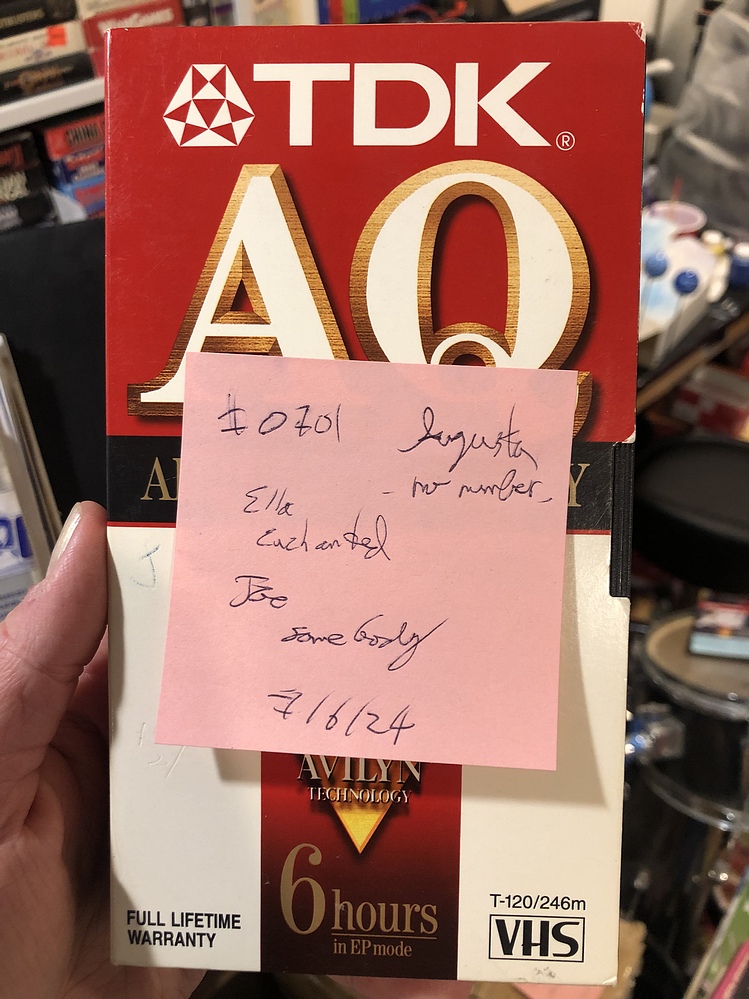 TDK®
AQ
#0701
Augusta
- no number.
Ella
Enchanted
Joe
Somebody
7/6/24
J
AVILYN
TECHNOLOGY
6 hours
in EP mode
FULL LIFETIME
WARRANTY
T-120/246m
VHS